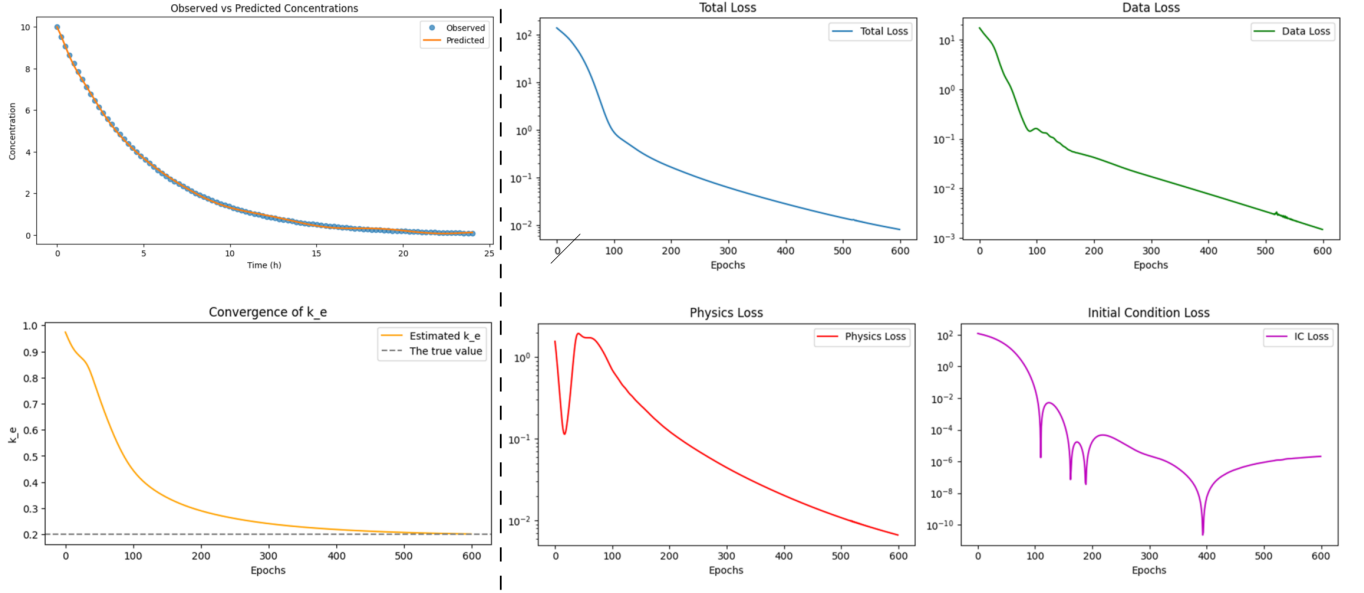 Observed vs Predicted Concentrations
Observed
Predicted
Concentration
10
8
6
4
2
0
0 5 10 15 20 25
Time (h)
Total Loss
Total Loss
10²
10¹
10⁰
10⁻¹
10⁻²
0 100 200 300 400 500 600
Epochs
Data Loss
Data Loss
10¹
10⁰
10⁻¹
10⁻²
10⁻³
0 100 200 300 400 500 600
Epochs
Convergence of k_e
Estimated k_e
The true value
k_e
1.0
0.9
0.8
0.7
0.6
0.5
0.4
0.3
0.2
0 100 200 300 400 500 600
Epochs
Physics Loss
Physics Loss
10⁰
10⁻¹
10⁻²
0 100 200 300 400 500 600
Epochs
Initial Condition Loss
IC Loss
10²
10⁰
10⁻²
10⁻⁴
10⁻⁶
10⁻⁸
10⁻¹⁰
0 100 200 300 400 500 600
Epochs